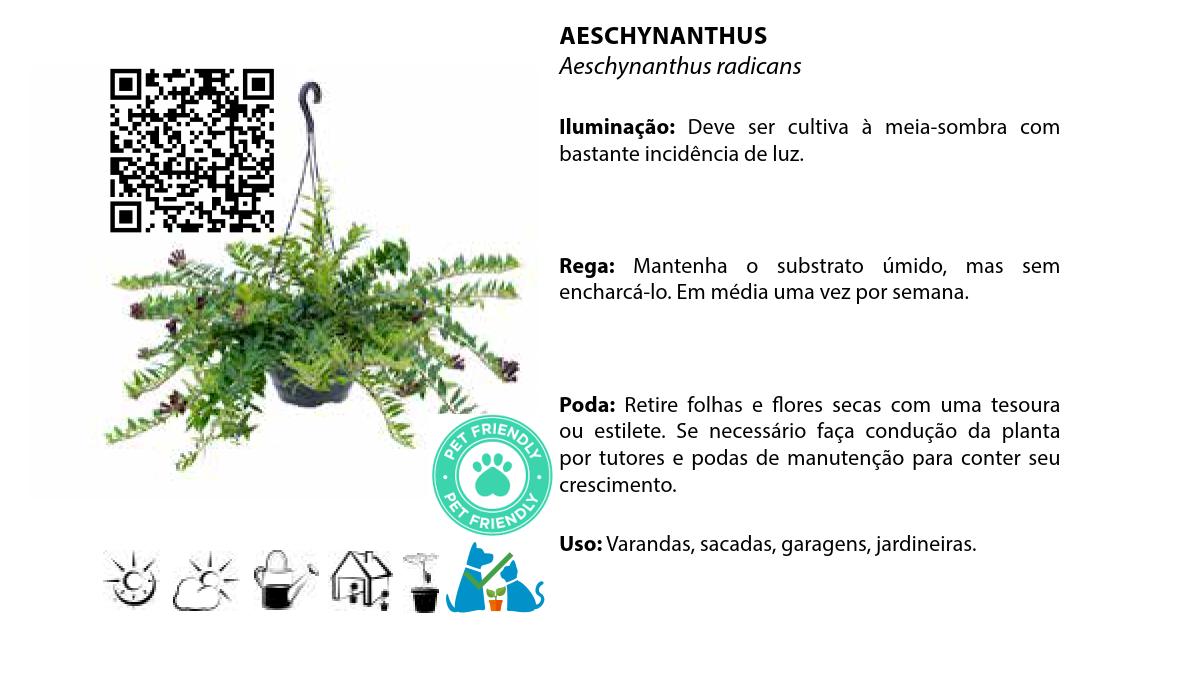 AESCHYNANTHUS
Aeschynanthus radicans
Iluminação: Deve ser cultiva à meia-sombra com
bastante incidência de luz.
Rega: Mantenha o substrato úmido, mas sem
encharcá-lo. Em média uma vez por semana.
Poda: Retire folhas e flores secas com uma tesoura
ou estilete. Se necessário faça condução da planta
por tutores e podas de manutenção para conter seu
crescimento.
Uso: Varandas, sacadas, garagens, jardineiras.
PET FRIENDLY
PET FRIENDLY